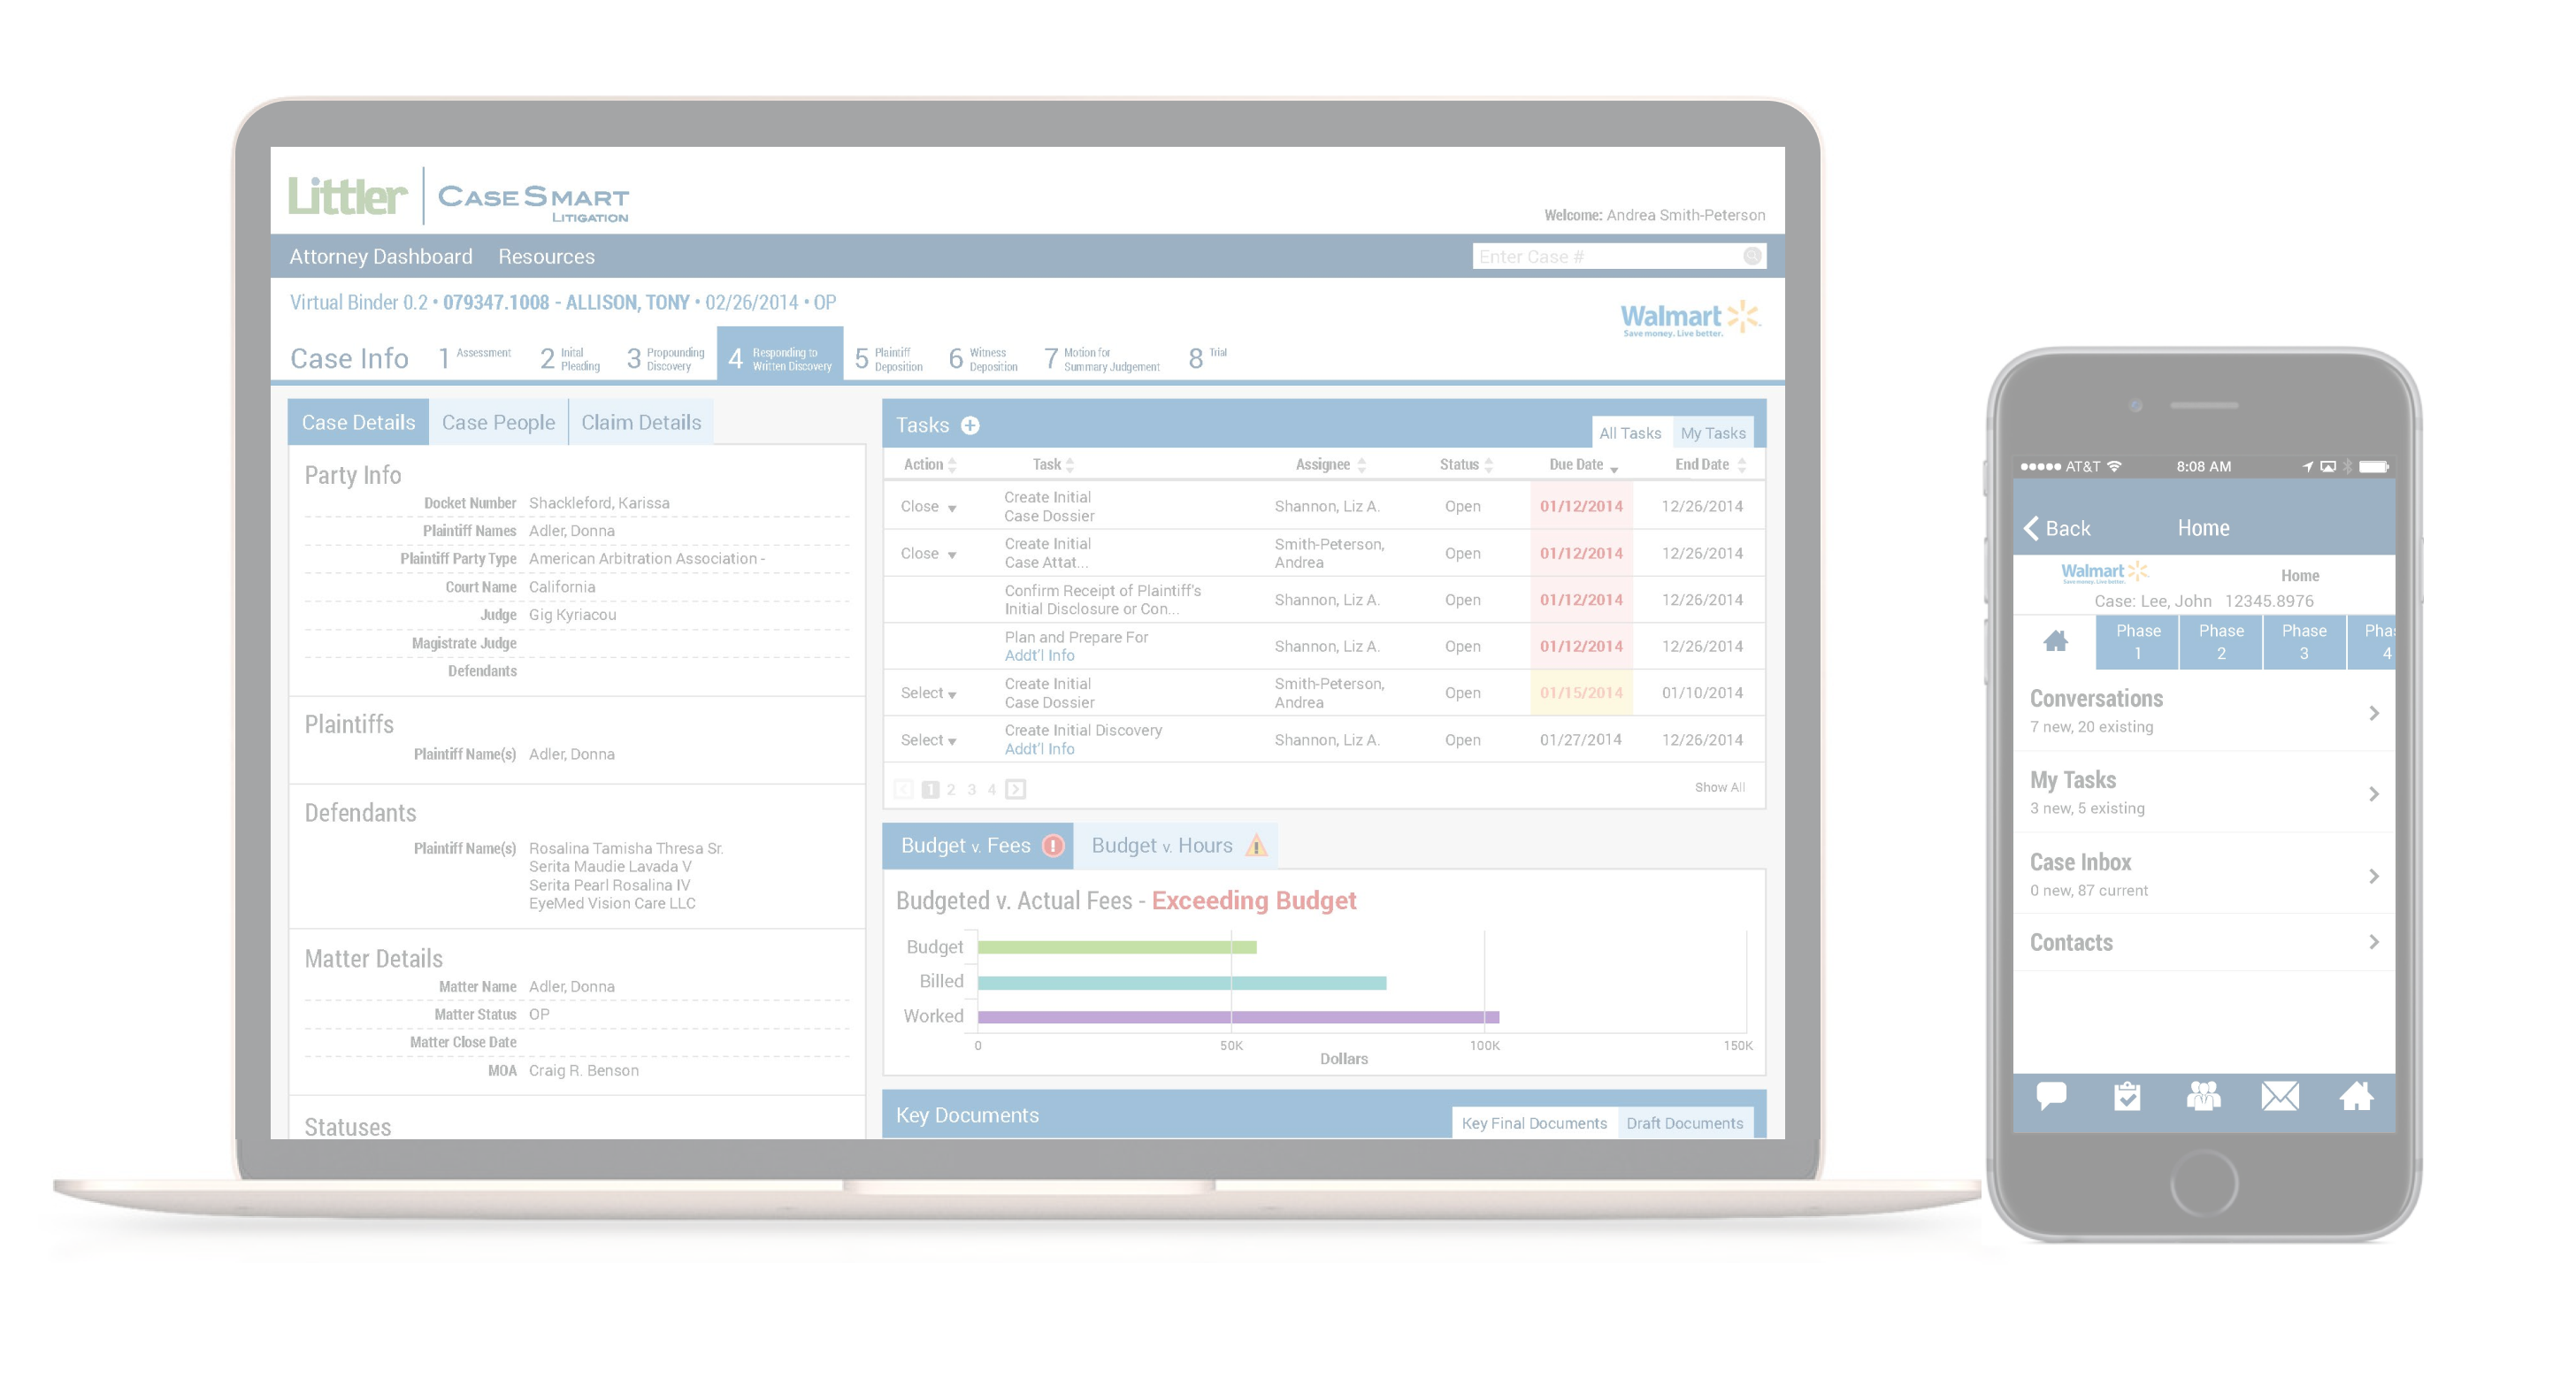 Littler
CASESMART
LITIGATION
Welcome: Andrea Smith-Peterson
Attorney Dashboard Resources
Enter Case #
Virtual Binder 0.2 • 079347.1008 - ALLISON, TONY • 02/26/2014 • OP
Walmart
Save money. Live better.
Case Info
1 Assessment
2 Inital
Pleading
3 Propounding
Discovery
4 Responding to
Written Discovery
5 Plaintiff
Deposition
6 Witness
Deposition
7 Motion for
Summary Judgement
8 Trial
Case Details Case People Claim Details
Party Info
Docket Number Shackleford, Karissa
Plaintiff Names Adler, Donna
Plaintiff Party Type American Arbitration Association -
Court Name California
Judge Gig Kyriacou
Magistrate Judge
Defendants
Plaintiffs
Plaintiff Name(s) Adler, Donna
Defendants
Plaintiff Name(s) Rosalina Tamisha Thresa Sr.
Serita Maudie Lavada V
Serita Pearl Rosalina IV
EyeMed Vision Care LLC
Matter Details
Matter Name Adler, Donna
Matter Status OP
Matter Close Date
MOA Craig R. Benson
Statuses
Tasks
All Tasks My Tasks
Action Task Assignee Status Due Date End Date
Close Create Initial
Case Dossier Shannon, Liz A. Open 01/12/2014 12/26/2014
Close Create Initial
Case Attat... Smith-Peterson,
Andrea Open 01/12/2014 12/26/2014
Confirm Receipt of Plaintiff's
Initial Disclosure or Con... Shannon, Liz A. Open 01/12/2014 12/26/2014
Plan and Prepare For
Addt'l Info Shannon, Liz A. Open 01/12/2014 12/26/2014
Select Create Initial
Case Dossier Smith-Peterson,
Andrea Open 01/15/2014 01/10/2014
Select Create Initial Discovery
Addt'l Info Shannon, Liz A. Open 01/27/2014 12/26/2014
1 2 3 4
Show All
Budget v. Fees Budget v. Hours
Budgeted v. Actual Fees - Exceeding Budget
Budget
Billed
Worked
0 50K 100K 150K
Dollars
Key Documents
Key Final Documents Draft Documents
AT&T 8:08 AM
Back Home
Walmart
Save money. Live better.
Home
Case: Lee, John 12345.8976
Phase
1
Phase
2
Phase
3
Phas
4
Conversations
7 new, 20 existing
My Tasks
3 new, 5 existing
Case Inbox
0 new, 87 current
Contacts